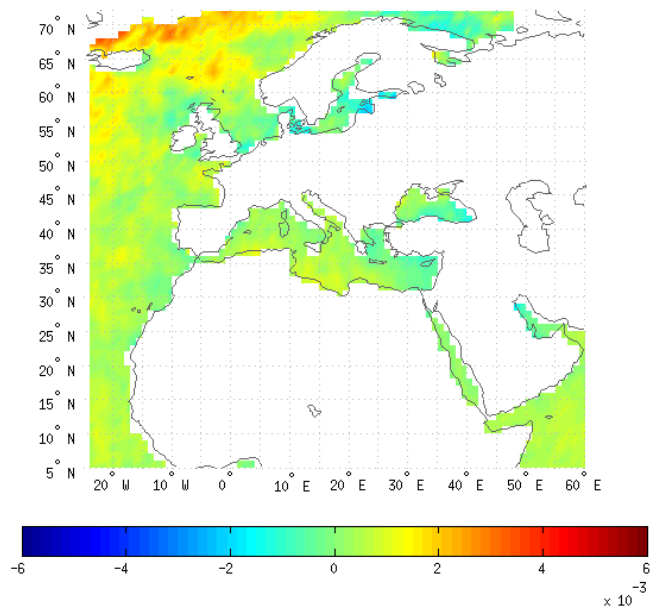 70° N
65° N
60° N
55° N
50° N
45° N
40° N
35° N
30° N
25° N
20° N
15° N
10° N
5° N
20° W 10° W 0° 10° E 20° E 30° E 40° E 50° E 60° E
-6 -4 -2 0 2 4 6
x 10⁻³